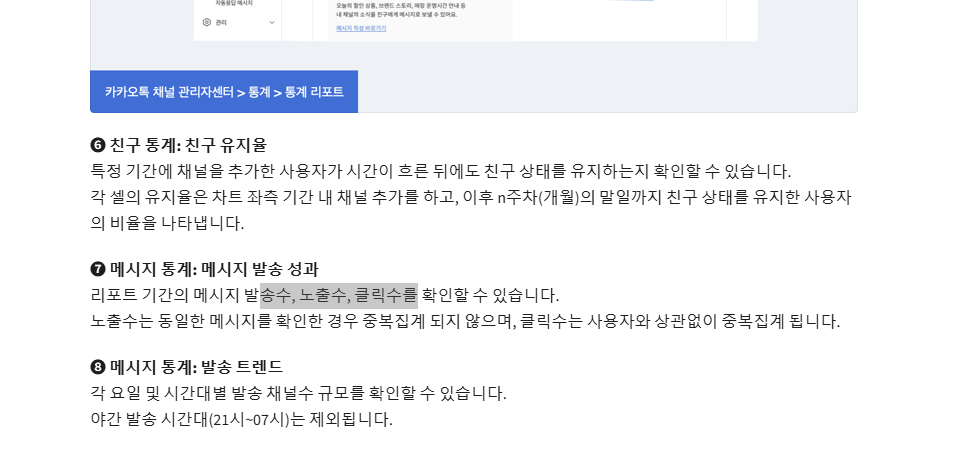 자동응답 메시지
관리
오늘의 할인 상품, 브랜드 스토리, 매장 운영시간 안내 등
내 채널의 소식을 친구에게 메시지로 보낼 수 있어요.
메시지 작성 바로가기
카카오톡 채널 관리자센터 > 통계 > 통계 리포트
❻ 친구 통계: 친구 유지율
특정 기간에 채널을 추가한 사용자가 시간이 흐른 뒤에도 친구 상태를 유지하는지 확인할 수 있습니다.
각 셀의 유지율은 차트 좌측 기간 내 채널 추가를 하고, 이후 n주차(개월)의 말일까지 친구 상태를 유지한 사용자
의 비율을 나타냅니다.
❼ 메시지 통계: 메시지 발송 성과
리포트 기간의 메시지 발송수, 노출수, 클릭수를 확인할 수 있습니다.
노출수는 동일한 메시지를 확인한 경우 중복집계 되지 않으며, 클릭수는 사용자와 상관없이 중복집계 됩니다.
❽ 메시지 통계: 발송 트렌드
각 요일 및 시간대별 발송 채널수 규모를 확인할 수 있습니다.
야간 발송 시간대(21시~07시)는 제외됩니다.